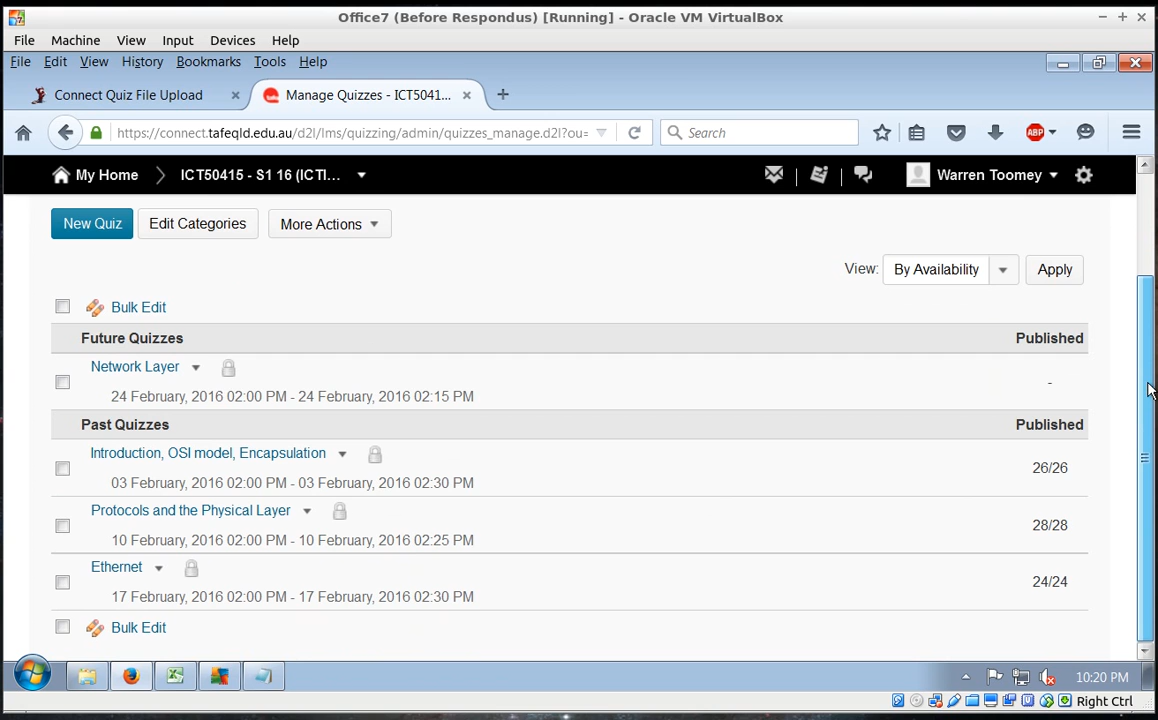 Office7 (Before Respondus) [Running] - Oracle VM VirtualBox
File Machine View Input Devices Help
File Edit View History Bookmarks Tools Help
Connect Quiz File Upload
Manage Quizzes - ICT5041...
https://connect.tafeqld.edu.au/d2l/lms/quizzing/admin/quizzes_manage.d2l?ou=
Search
ABP
My Home
ICT50415 - S1 16 (ICTI...
Warren Toomey
New Quiz
Edit Categories
More Actions
View: By Availability
Apply
Bulk Edit
Future Quizzes Published
Network Layer
24 February, 2016 02:00 PM - 24 February, 2016 02:15 PM
-
Past Quizzes Published
Introduction, OSI model, Encapsulation
26/26
03 February, 2016 02:00 PM - 03 February, 2016 02:30 PM
Protocols and the Physical Layer
28/28
10 February, 2016 02:00 PM - 10 February, 2016 02:25 PM
Ethernet
24/24
17 February, 2016 02:00 PM - 17 February, 2016 02:30 PM
Bulk Edit
10:20 PM
Right Ctrl